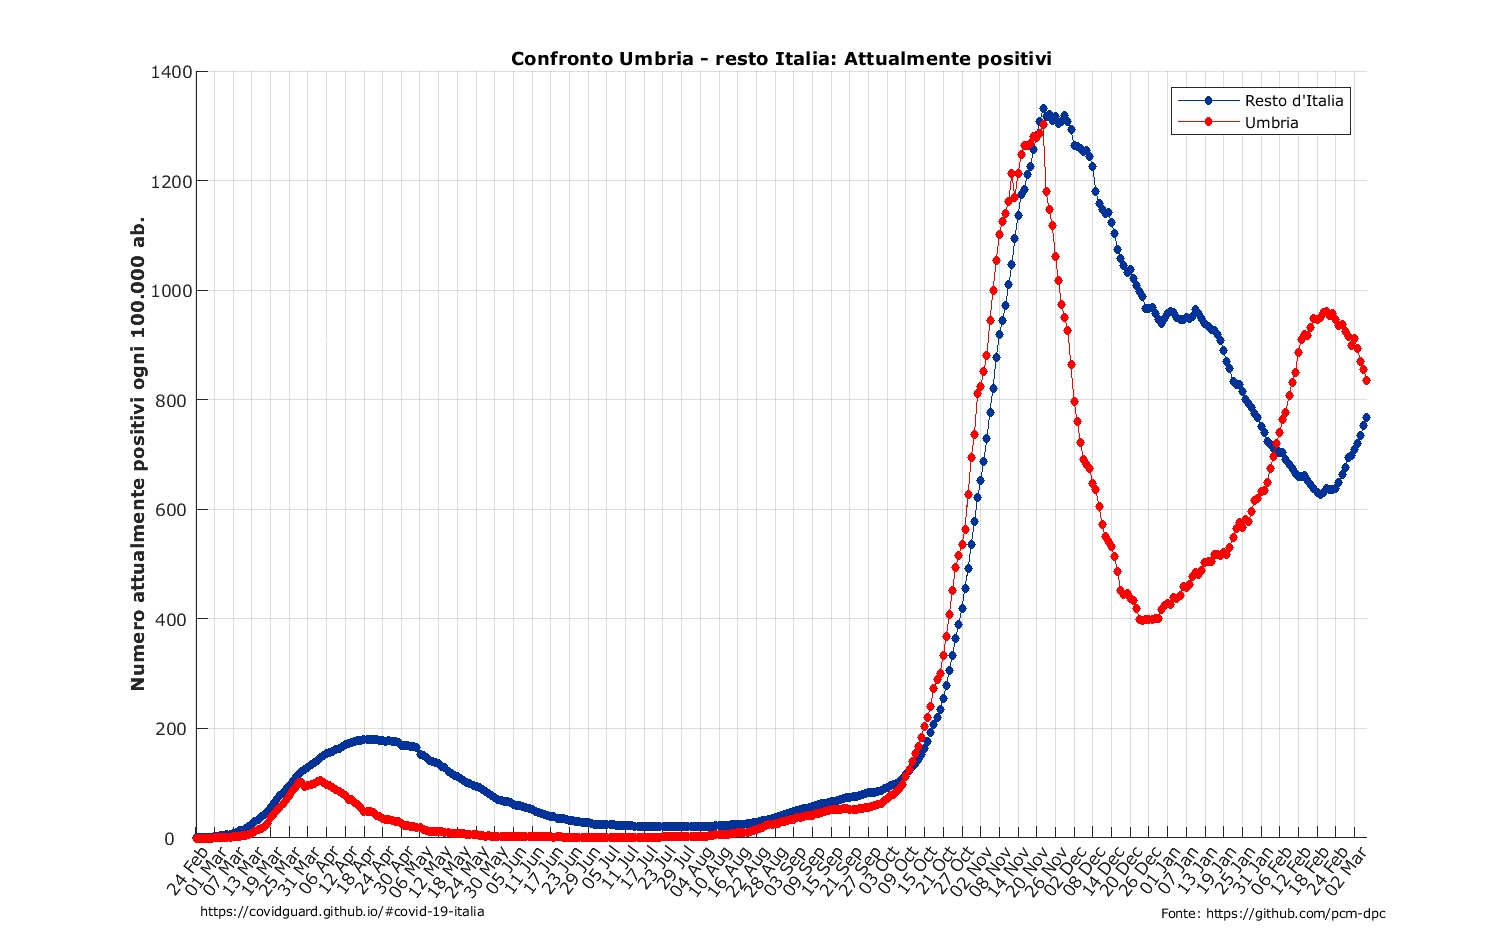 Confronto Umbria - resto Italia: Attualmente positivi
Resto d'Italia
Umbria
Numero attualmente positivi ogni 100.000 ab.
1400
1200
1000
800
600
400
200
0
24 Feb
01 Mar
07 Mar
13 Mar
19 Mar
25 Mar
31 Mar
06 Apr
12 Apr
18 Apr
24 Apr
30 Apr
06 May
12 May
18 May
24 May
30 May
05 Jun
11 Jun
17 Jun
23 Jun
29 Jun
05 Jul
11 Jul
17 Jul
23 Jul
29 Jul
04 Aug
10 Aug
16 Aug
22 Aug
28 Aug
03 Sep
09 Sep
15 Sep
21 Sep
27 Sep
03 Oct
09 Oct
15 Oct
21 Oct
27 Oct
02 Nov
08 Nov
14 Nov
20 Nov
26 Nov
02 Dec
08 Dec
14 Dec
20 Dec
26 Dec
01 Jan
07 Jan
13 Jan
19 Jan
25 Jan
31 Jan
06 Feb
12 Feb
18 Feb
24 Feb
02 Mar
https://covidguard.github.io/#covid-19-italia
Fonte: https://github.com/pcm-dpc